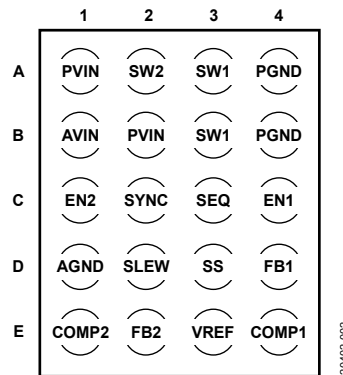 1 2 3 4
A PVIN SW2 SW1 PGND
B AVIN PVIN SW1 PGND
C EN2 SYNC SEQ EN1
D AGND SLEW SS FB1
E COMP2 FB2 VREF COMP1